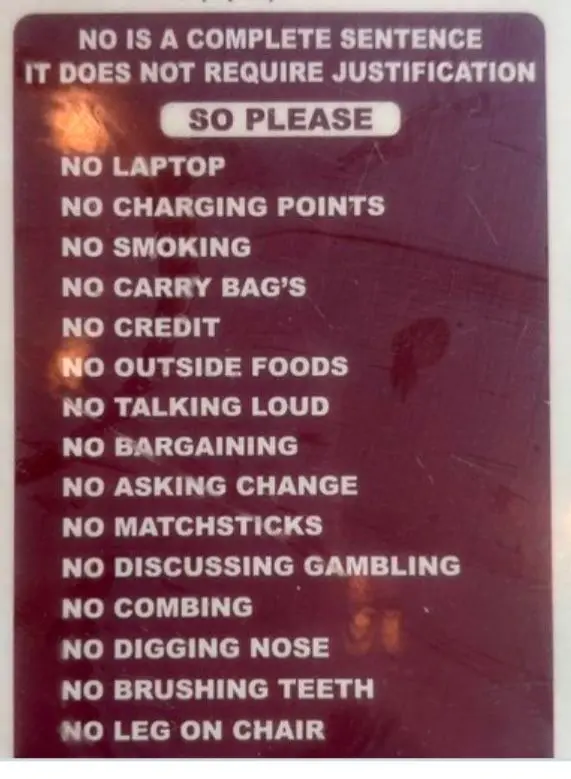 NO IS A COMPLETE SENTENCE
IT DOES NOT REQUIRE JUSTIFICATION
SO PLEASE
NO LAPTOP
NO CHARGING POINTS
NO SMOKING
NO CARRY BAG'S
NO CREDIT
NO OUTSIDE FOODS
NO TALKING LOUD
NO BARGAINING
NO ASKING CHANGE
NO MATCHSTICKS
NO DISCUSSING GAMBLING
NO COMBING
NO DIGGING NOSE
NO BRUSHING TEETH
NO LEG ON CHAIR